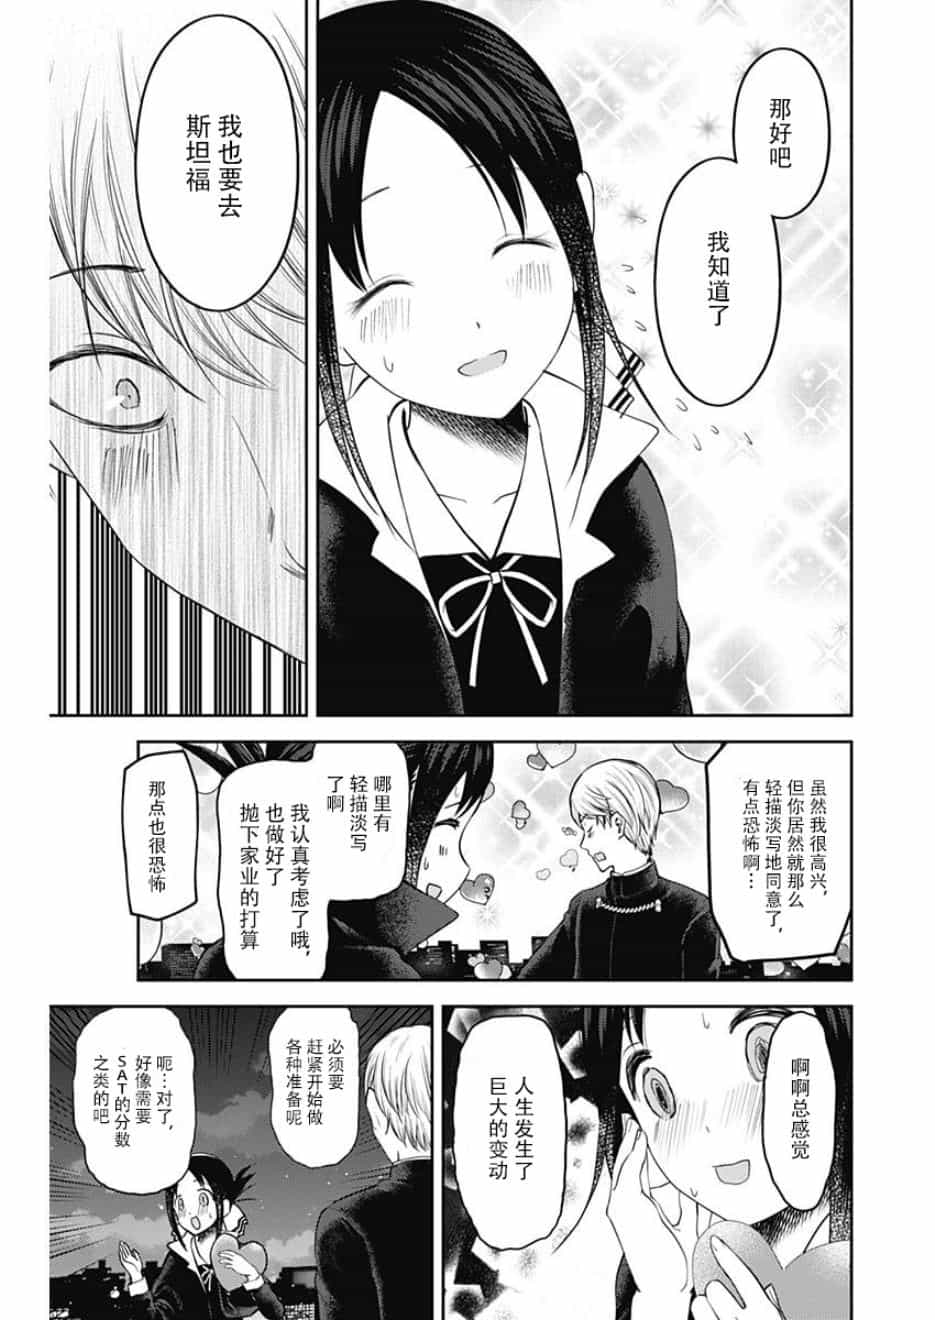 那好吧
我知道了
我也要去
斯坦福
虽然我很高兴,
但你居然就那么
轻描淡写地同意了,
有点恐怖啊…
哪里有
轻描淡写
了啊
我认真考虑了哦,
也做好了
抛下家业的打算
那点也很恐怖
啊啊总感觉
人生发生了
巨大的变动
必须要
赶紧开始做
各种准备呢
呃…对了,
好像需要
SAT的分数
之类的吧